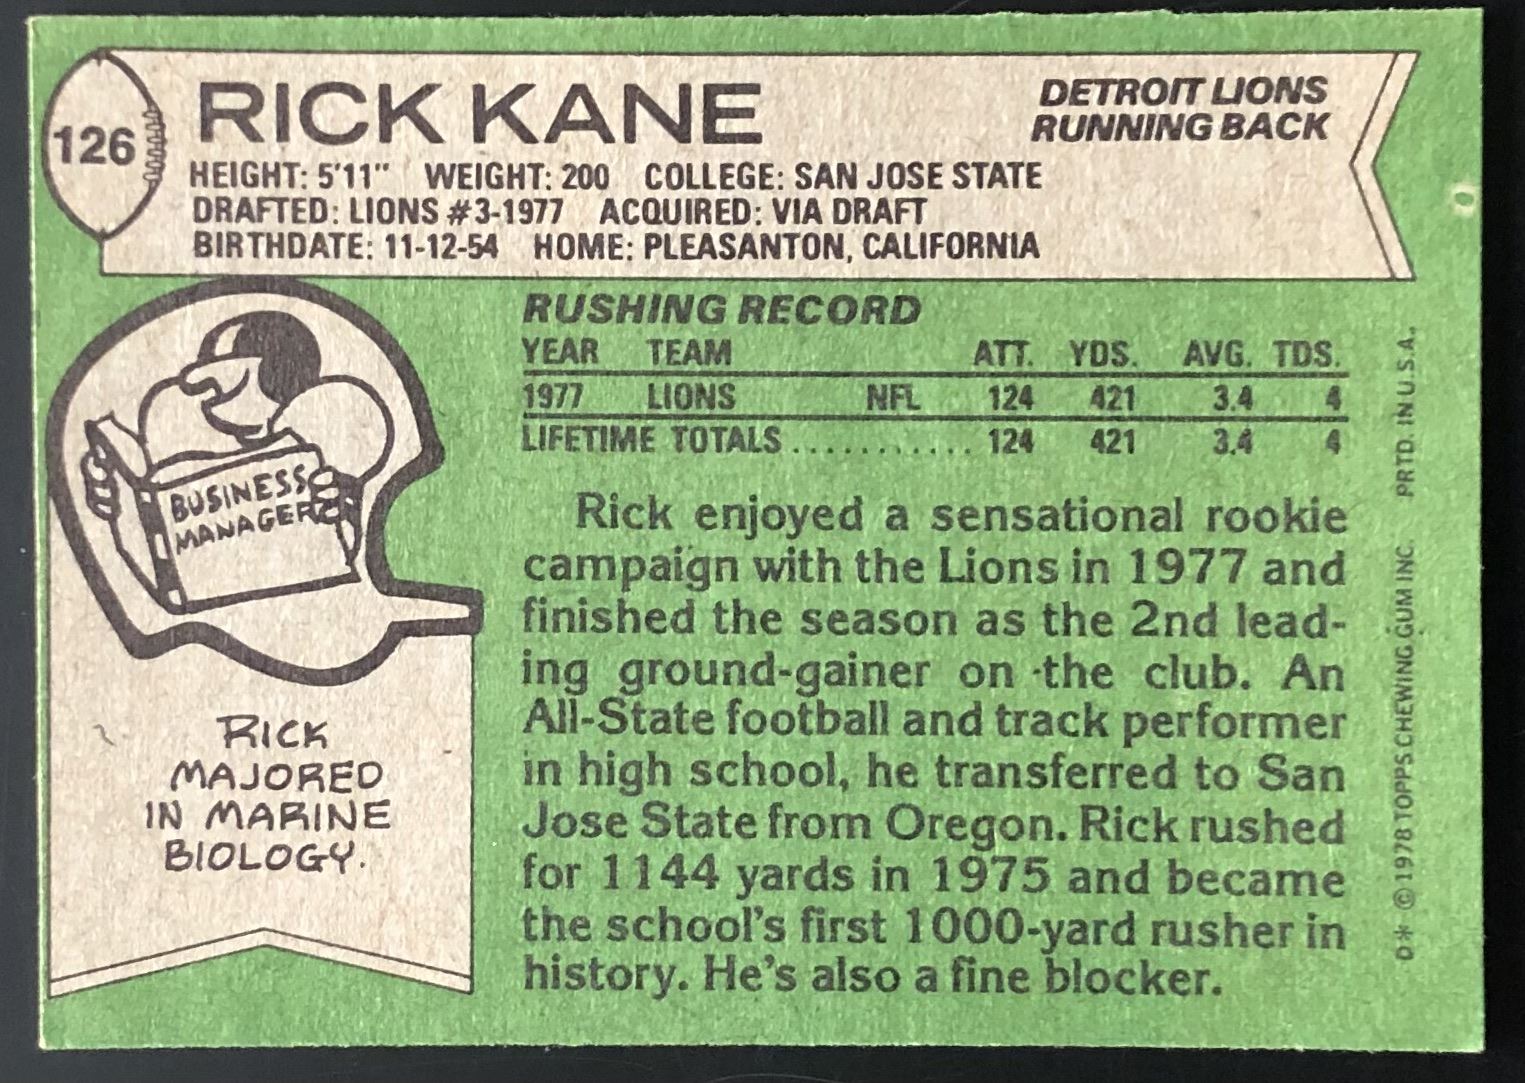 126
RICK KANE
DETROIT LIONS
RUNNING BACK
HEIGHT: 5'11" WEIGHT: 200 COLLEGE: SAN JOSE STATE
DRAFTED: LIONS #3-1977 ACQUIRED: VIA DRAFT
BIRTHDATE: 11-12-54 HOME: PLEASANTON, CALIFORNIA
BUSINESS
MANAGER
RICK
MAJORED
IN MARINE
BIOLOGY.
RUSHING RECORD
YEAR TEAM ATT. YDS. AVG. TDS.
1977 LIONS NFL 124 421 3.4 4
LIFETIME TOTALS............ 124 421 3.4 4
Rick enjoyed a sensational rookie
campaign with the Lions in 1977 and
finished the season as the 2nd lead-
ing ground-gainer on the club. An
All-State football and track performer
in high school, he transferred to San
Jose State from Oregon. Rick rushed
for 1144 yards in 1975 and became
the school's first 1000-yard rusher in
history. He's also a fine blocker.
D* © 1978 TOPPS CHEWING GUM INC. PRTD. IN U.S.A.